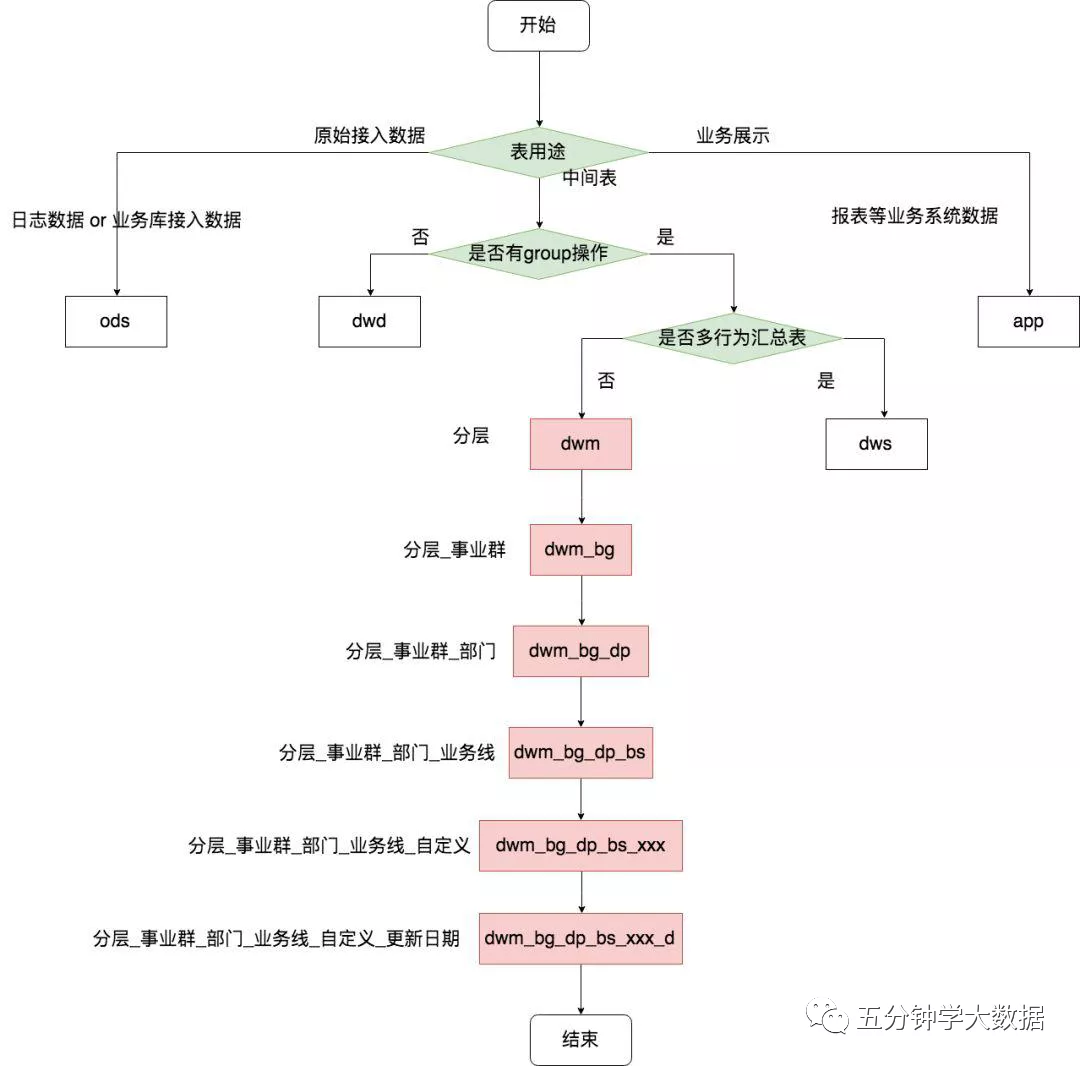 开始
原始接入数据
表用途
业务展示
中间表
日志数据 or 业务库接入数据
报表等业务系统数据
否
是否有group操作
是
ods
dwd
app
是否多行为汇总表
否
是
分层
dwm
dws
分层_事业群
dwm_bg
分层_事业群_部门
dwm_bg_dp
分层_事业群_部门_业务线
dwm_bg_dp_bs
分层_事业群_部门_业务线_自定义
dwm_bg_dp_bs_xxx
分层_事业群_部门_业务线_自定义_更新日期
dwm_bg_dp_bs_xxx_d
五分钟学大数据
结束